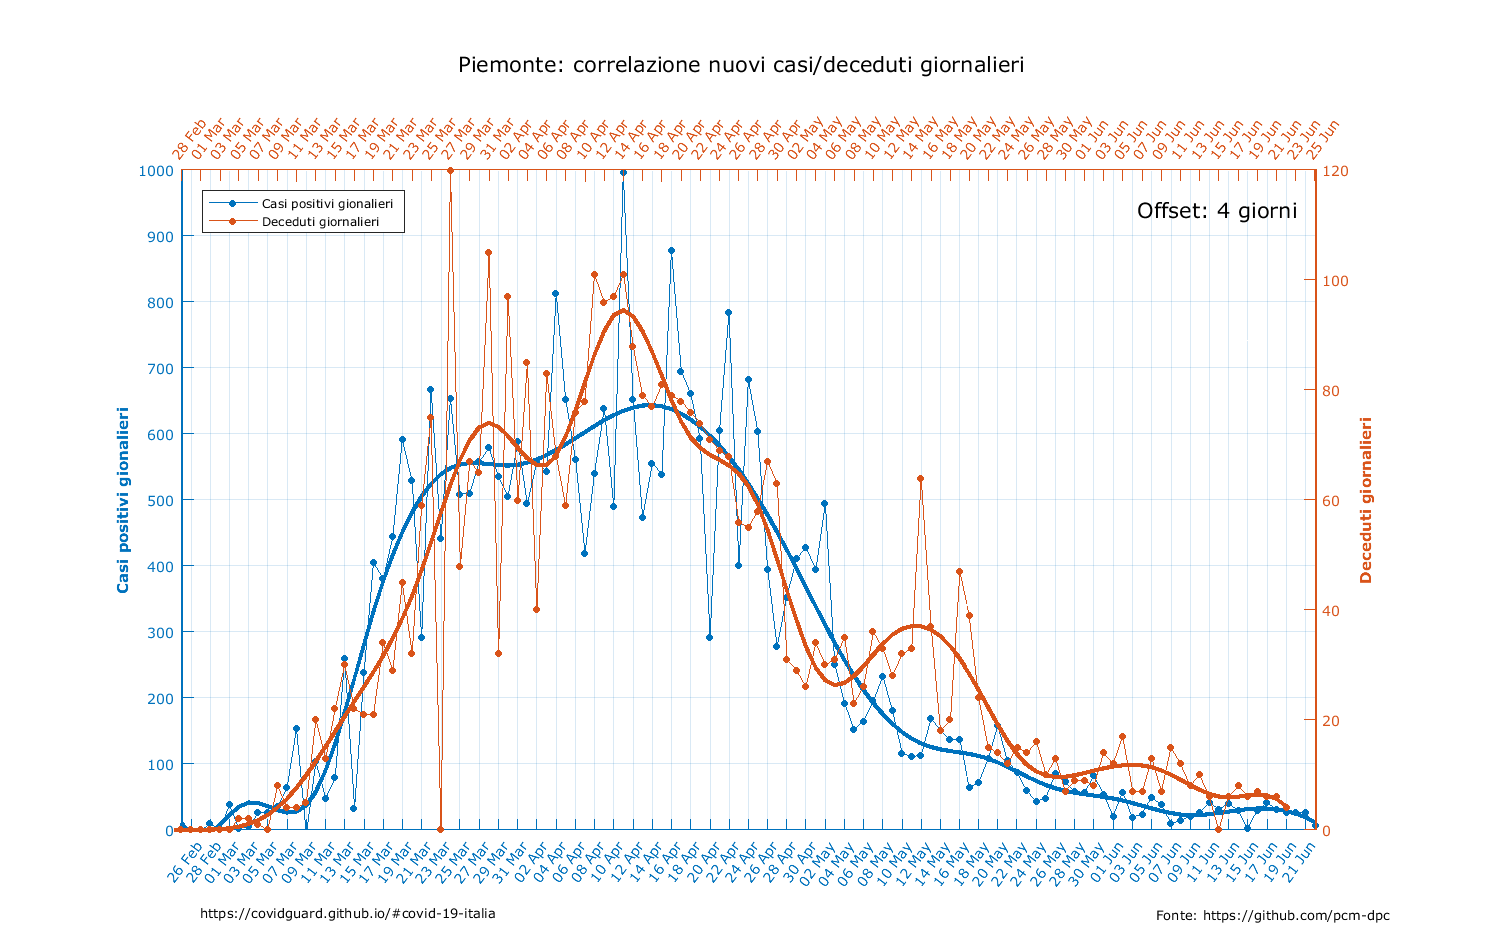 Piemonte: correlazione nuovi casi/deceduti giornalieri
28 Feb
01 Mar
03 Mar
05 Mar
07 Mar
09 Mar
11 Mar
13 Mar
15 Mar
17 Mar
19 Mar
21 Mar
23 Mar
25 Mar
27 Mar
29 Mar
31 Mar
02 Apr
04 Apr
06 Apr
08 Apr
10 Apr
12 Apr
14 Apr
16 Apr
18 Apr
20 Apr
22 Apr
24 Apr
26 Apr
28 Apr
30 Apr
02 May
04 May
06 May
08 May
10 May
12 May
14 May
16 May
18 May
20 May
22 May
24 May
26 May
28 May
30 May
01 Jun
03 Jun
05 Jun
07 Jun
09 Jun
11 Jun
13 Jun
15 Jun
17 Jun
19 Jun
21 Jun
23 Jun
25 Jun
Casi positivi gionalieri
Deceduti giornalieri
Offset: 4 giorni
1000
900
800
700
600
500
400
300
200
100
0
Casi positivi gionalieri
120
100
80
60
40
20
0
Deceduti giornalieri
26 Feb
28 Feb
01 Mar
03 Mar
05 Mar
07 Mar
09 Mar
11 Mar
13 Mar
15 Mar
17 Mar
19 Mar
21 Mar
23 Mar
25 Mar
27 Mar
29 Mar
31 Mar
02 Apr
04 Apr
06 Apr
08 Apr
10 Apr
12 Apr
14 Apr
16 Apr
18 Apr
20 Apr
22 Apr
24 Apr
26 Apr
28 Apr
30 Apr
02 May
04 May
06 May
08 May
10 May
12 May
14 May
16 May
18 May
20 May
22 May
24 May
26 May
28 May
30 May
01 Jun
03 Jun
05 Jun
07 Jun
09 Jun
11 Jun
13 Jun
15 Jun
17 Jun
19 Jun
21 Jun
https://covidguard.github.io/#covid-19-italia
Fonte: https://github.com/pcm-dpc